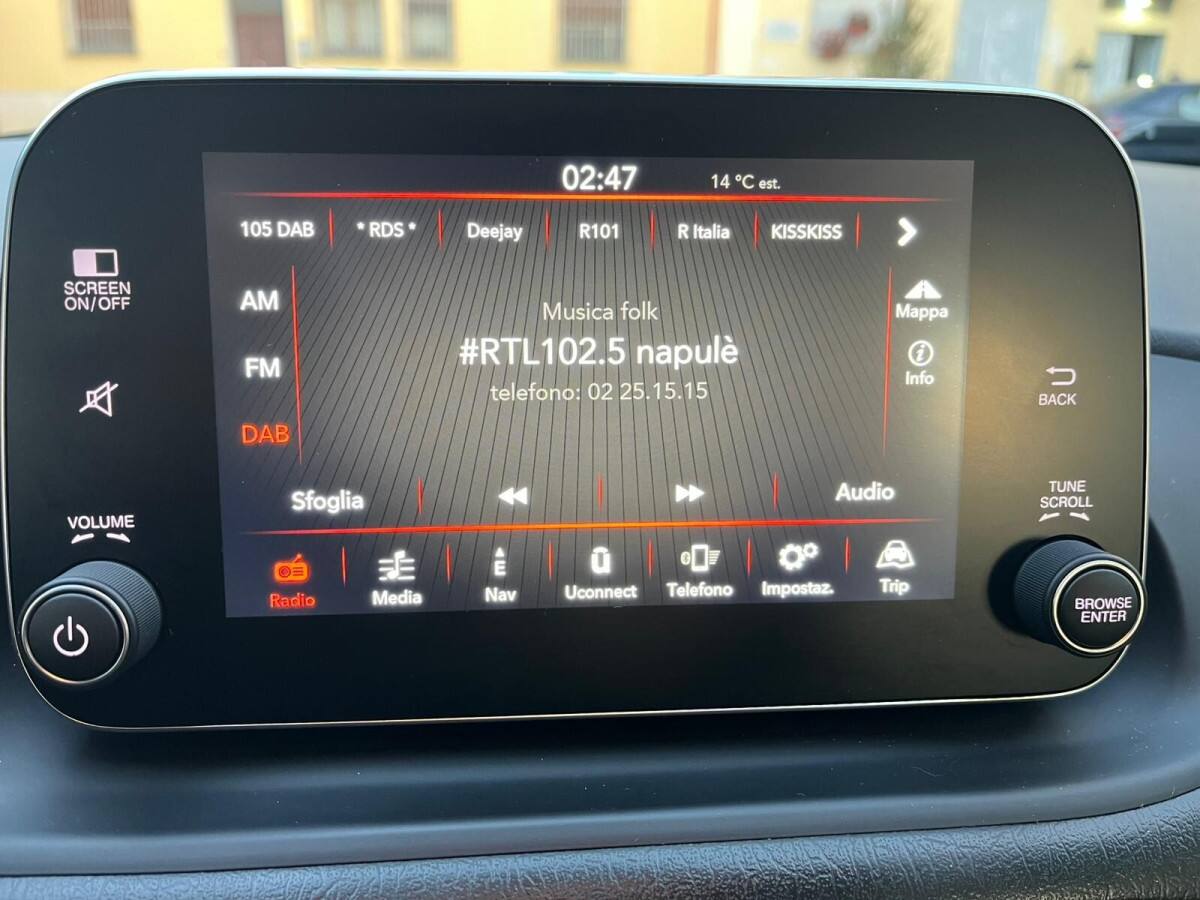 02:47
14 °C est.
105 DAB
* RDS *
Deejay
R101
R Italia
KISSKISS
SCREEN
ON/OFF
AM
FM
DAB
Musica folk
#RTL102.5 napulè
telefono: 02 25.15.15
Mappa
Info
BACK
Sfoglia
Audio
VOLUME
TUNE
SCROLL
Radio
Media
E
Nav
ū
Uconnect
Telefono
Impostaz.
Trip
BROWSE
ENTER